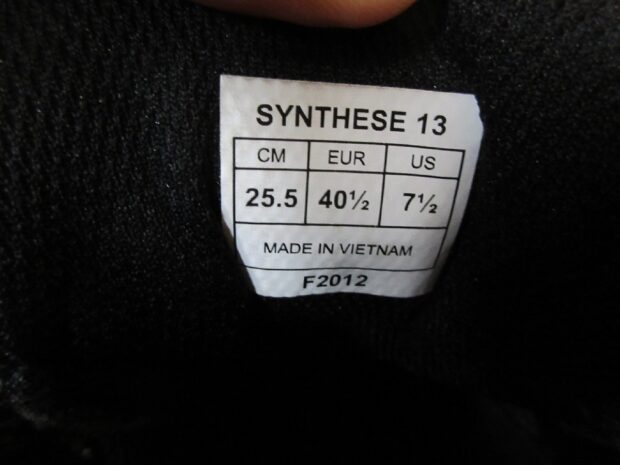 SYNTHESE 13
CM EUR US
25.5 40½ 7½
MADE IN VIETNAM
F2012